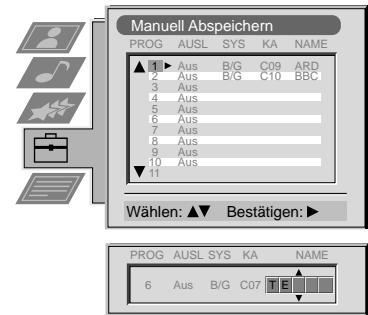 Manuell Abspeichern
PROG AUSL SYS KA NAME
1 Aus B/G C09 ARD
2 Aus B/G C10 BBC
3 Aus
4 Aus
5 Aus
6 Aus
7 Aus
8 Aus
9 Aus
10 Aus
11
Wählen: ▲▼ Bestätigen: ▶
PROG AUSL SYS KA NAME
6 Aus B/G C07 T E